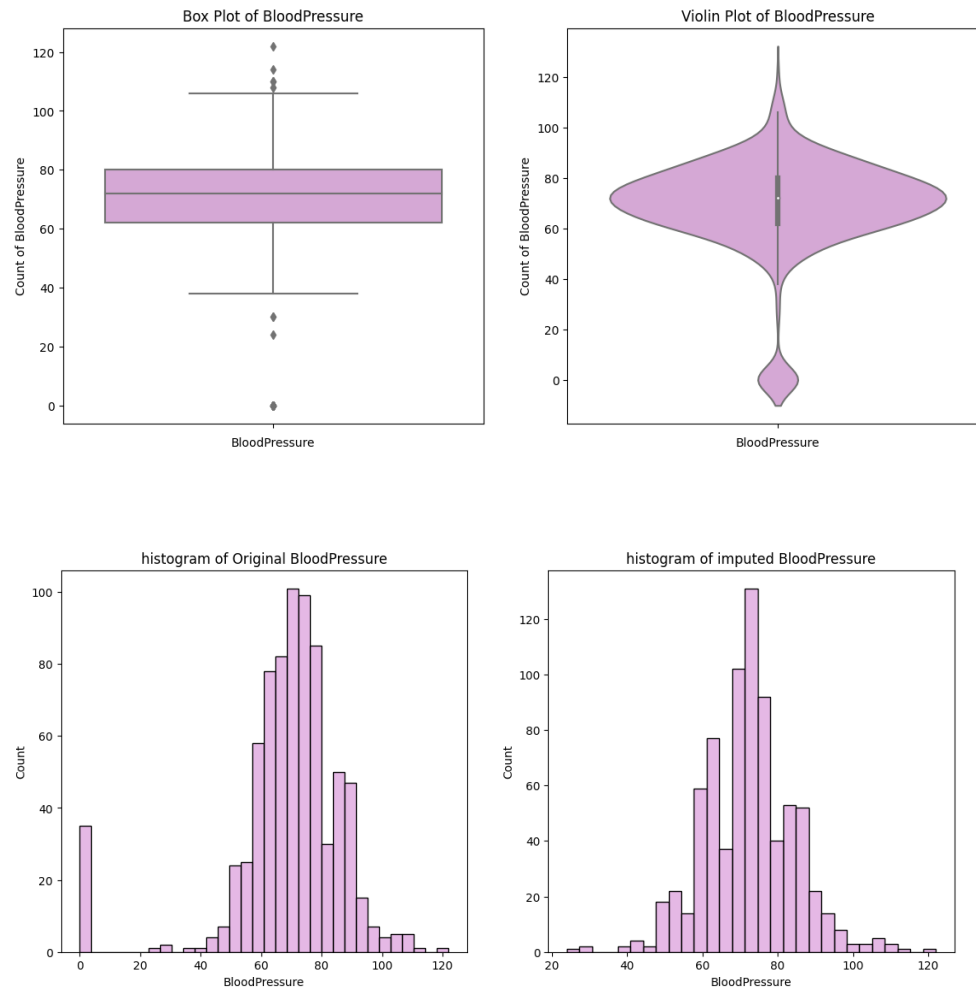 Box Plot of BloodPressure
Count of BloodPressure
120
100
80
60
40
20
0
BloodPressure
Violin Plot of BloodPressure
Count of BloodPressure
120
100
80
60
40
20
0
BloodPressure
histogram of Original BloodPressure
Count
100
80
60
40
20
0
0 20 40 60 80 100 120
BloodPressure
histogram of imputed BloodPressure
Count
120
100
80
60
40
20
0
20 40 60 80 100 120
BloodPressure